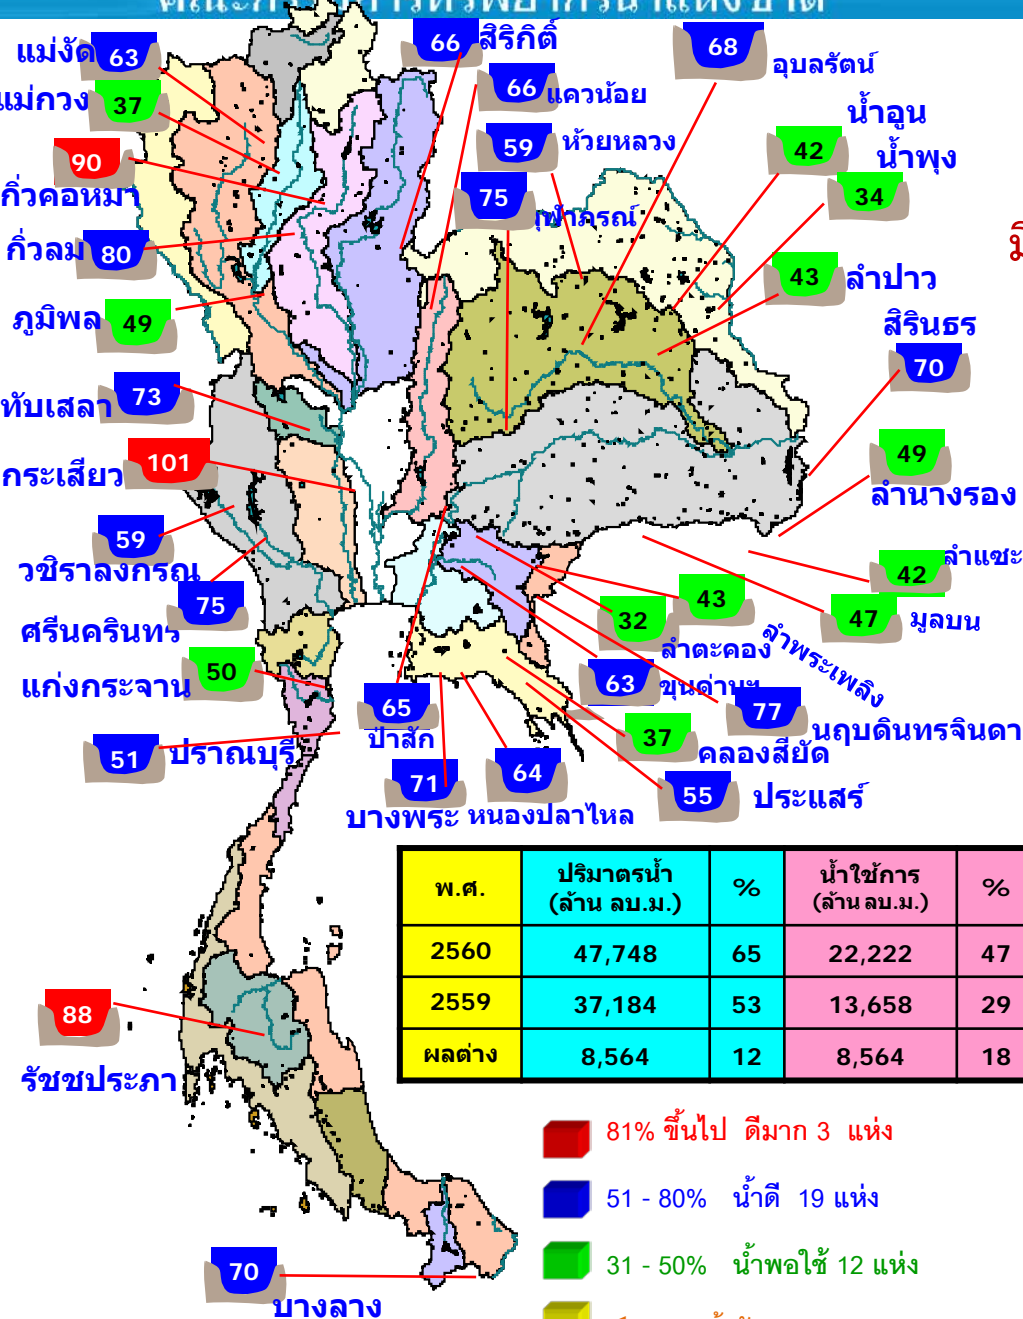 แม่งัด 63
แม่กวง 37
90
กิ่วคอหมา
กิ่วลม 80
ภูมิพล 49
ทับเสลา 73
กระเสียว 101
59
วชิราลงกรณ
75
ศรีนครินทร์
แก่งกระจาน 50
51 ปราณบุรี
66 สิริกิติ์
66 แควน้อย
59 ห้วยหลวง
75
68 อุบลรัตน์
น้ำอูน
42 น้ำพุง
34
43 ลำปาว
สิรินธร
70
49
ลำนางรอง
ลำแชะ
42
47 มูลบน
43
32
ลำตะคอง
ลำพระเพลิง
63 ขุนด่านฯ
77
นฤบดินทรจินดา
37 คลองสียัด
55 ประแสร์
65
ป่าสัก
71
บางพระ
64
หนองปลาไหล
88
รัชชประภา
70
บางลาง
พ.ศ. ปริมาตรน้ำ (ล้าน ลบ.ม.) % น้ำใช้การ (ล้าน ลบ.ม.) %
2560 47,748 65 22,222 47
2559 37,184 53 13,658 29
ผลต่าง 8,564 12 8,564 18
81% ขึ้นไป ดีมาก 3 แห่ง
51 - 80% น้ำดี 19 แห่ง
31 - 50% น้ำพอใช้ 12 แห่ง